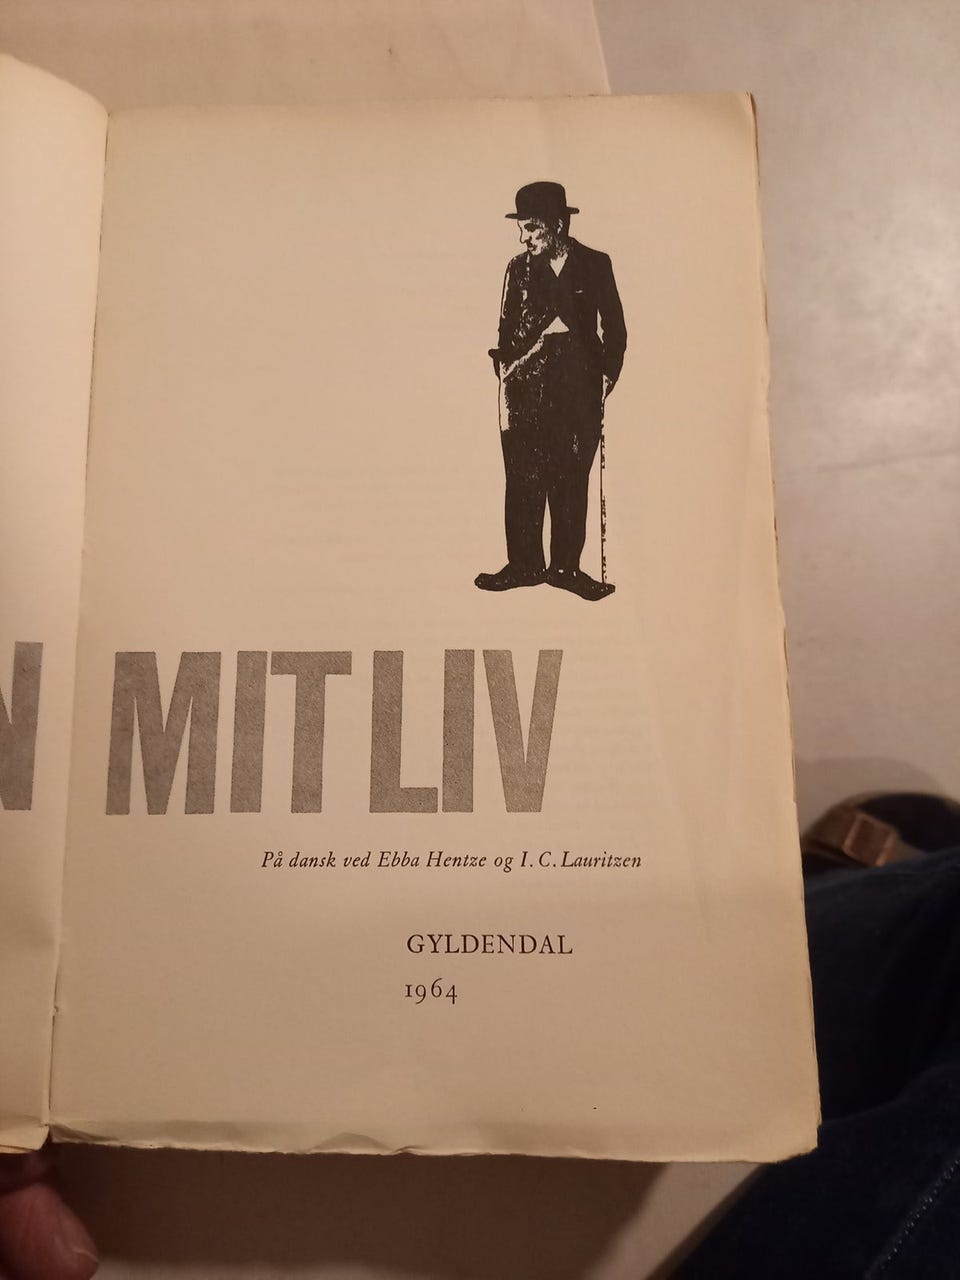 N MIT LIV
På dansk ved Ebba Hentze og I. C. Lauritzen
GYLDENDAL
1964